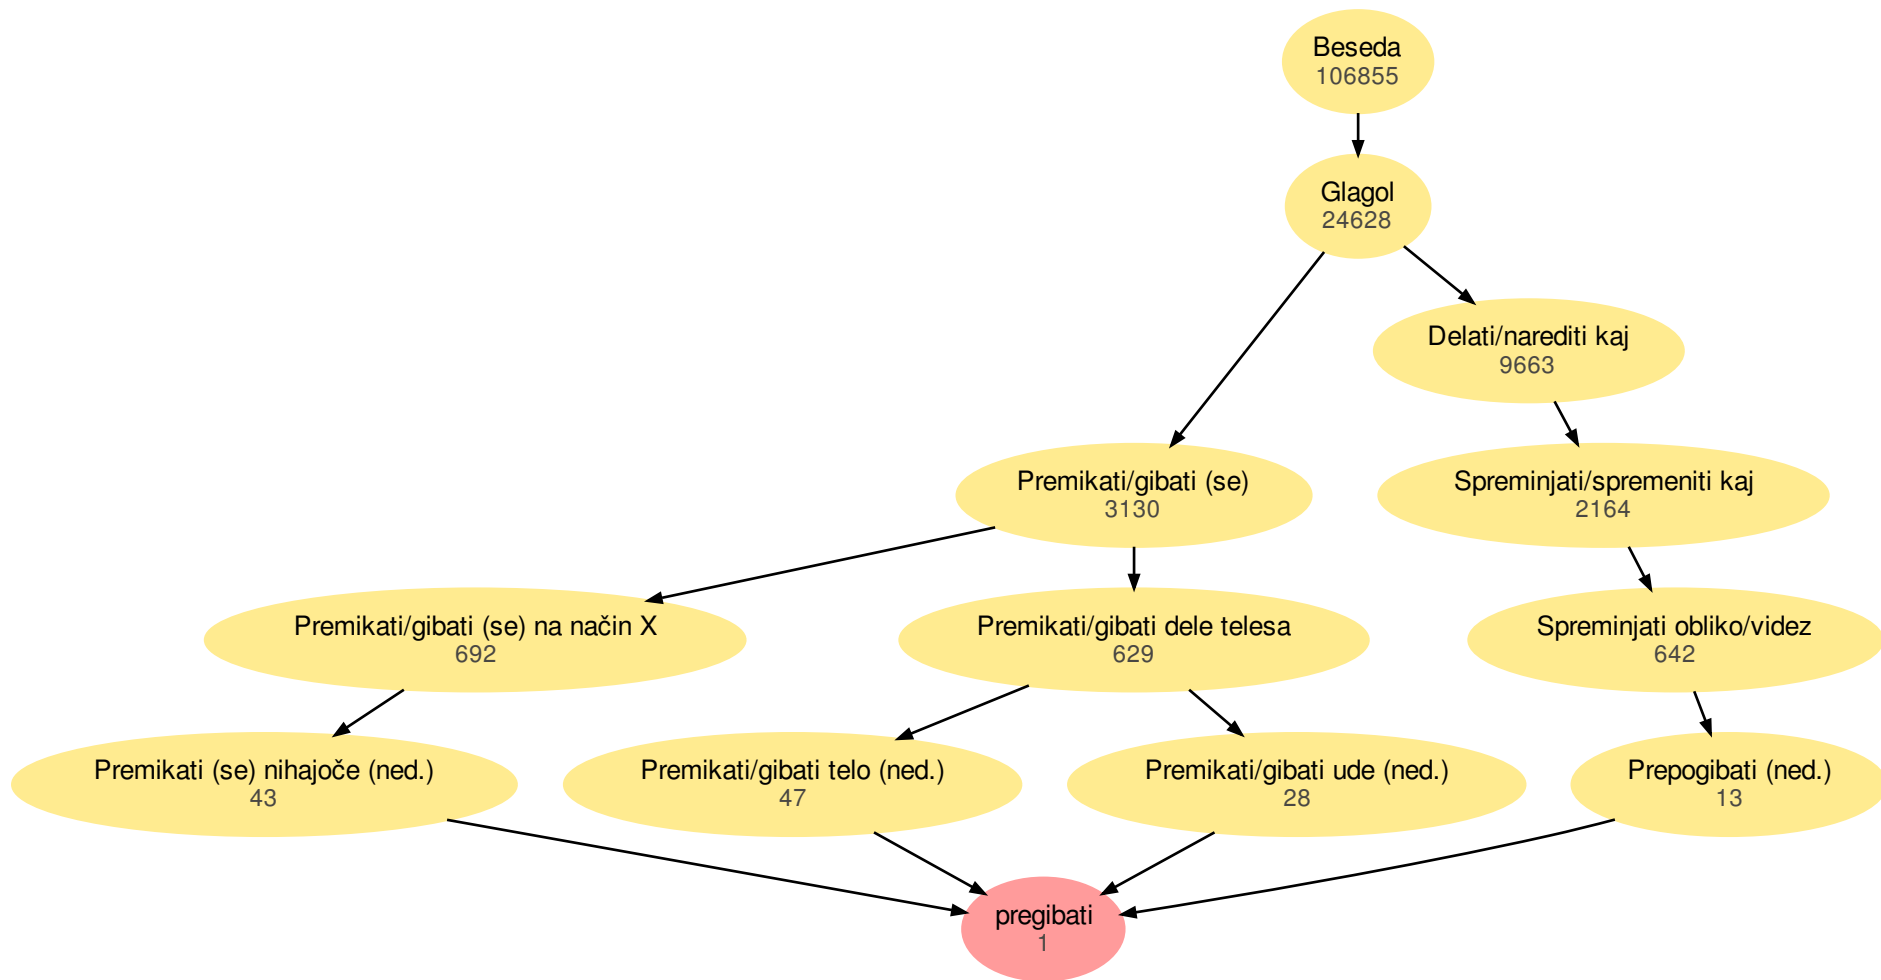 Beseda
106855
Glagol
24628
Delati/narediti kaj
9663
Premikati/gibati (se)
3130
Spreminjati/spremeniti kaj
2164
Premikati/gibati (se) na način X
692
Premikati/gibati dele telesa
629
Spreminjati obliko/videz
642
Premikati (se) nihajoče (ned.)
43
Premikati/gibati telo (ned.)
47
Premikati/gibati ude (ned.)
28
Prepogibati (ned.)
13
pregibati
1